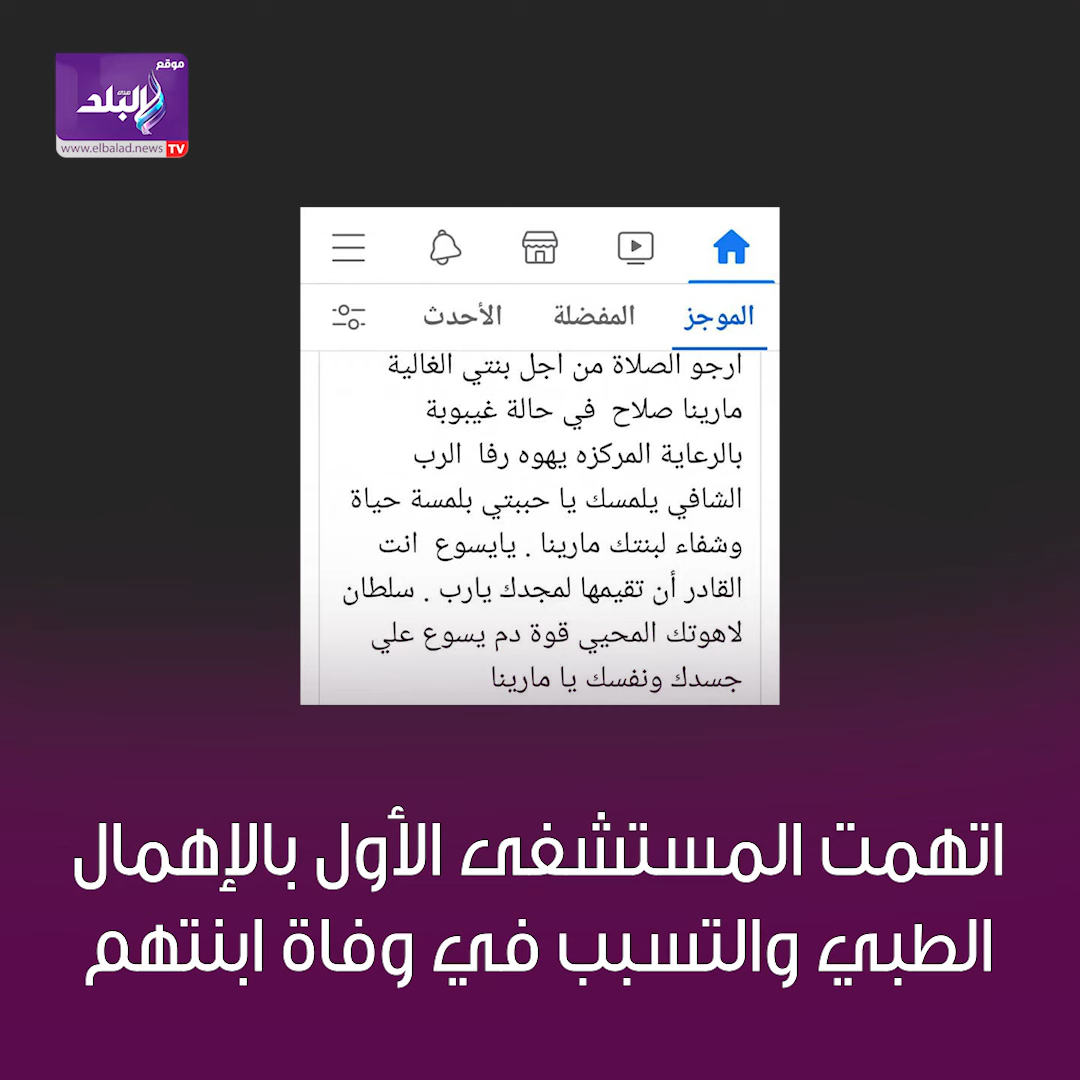 موقع
صدى
البلد
www.elbalad.news TV
الموجز المفضلة الأحدث
ارجو الصلاة من اجل بنتي الغالية
مارينا صلاح في حالة غيبوبة
بالرعاية المركزه يهوه رفا الرب
الشافي يلمسك يا حببتي بلمسة حياة
وشفاء لبنتك مارينا . يايسوع انت
القادر أن تقيمها لمجدك يارب . سلطان
لاهوتك المحيي قوة دم يسوع علي
جسدك ونفسك يا مارينا
اتهمت المستشفى الأول بالإهمال
الطبي والتسبب في وفاة ابنتهم